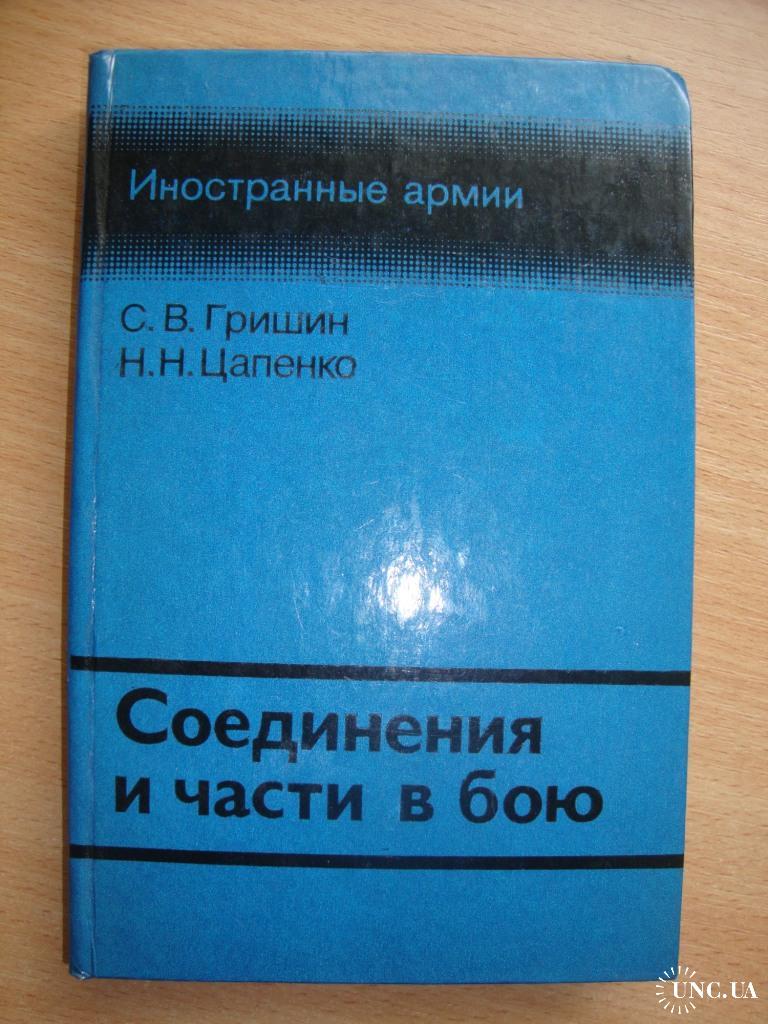 Иностранные армии
С. В. Гришин
Н. Н. Цапенко
Соединения
и части в бою
UNC.UA